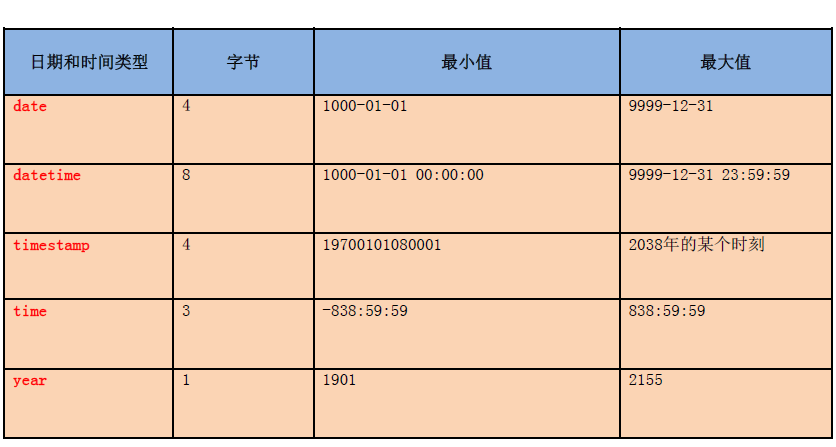 日期和时间类型 字节 最小值 最大值
date 4 1000-01-01 9999-12-31
datetime 8 1000-01-01 00:00:00 9999-12-31 23:59:59
timestamp 4 19700101080001 2038年的某个时刻
time 3 -838:59:59 838:59:59
year 1 1901 2155